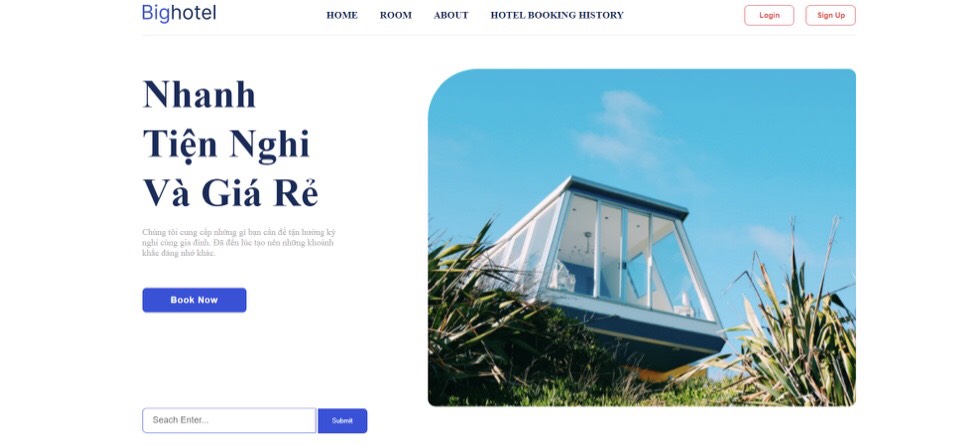 Bighotel
HOME ROOM ABOUT HOTEL BOOKING HISTORY
Login Sign Up
Nhanh
Tiện Nghi
Và Giá Rẻ
Chúng tôi cung cấp những gì bạn cần để tận hưởng kỳ
nghỉ cùng gia đình. Đã đến lúc tạo nên những khoảnh
khắc đáng nhớ khác.
Book Now
Seach Enter...
Submit